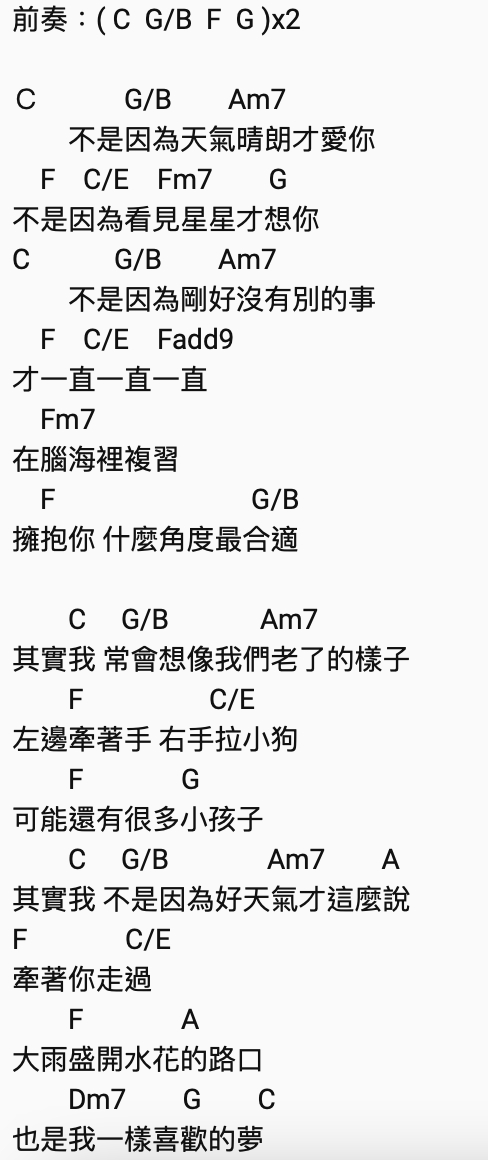 前奏：( C G/B F G )x2
C G/B Am7
不是因為天氣晴朗才愛你
F C/E Fm7 G
不是因為看見星星才想你
C G/B Am7
不是因為剛好沒有別的事
F C/E Fadd9
才一直一直一直
Fm7
在腦海裡複習
F G/B
擁抱你 什麼角度最合適
C G/B Am7
其實我 常會想像我們老了的樣子
F C/E
左邊牽著手 右手拉小狗
F G
可能還有很多小孩子
C G/B Am7 A
其實我 不是因為好天氣才這麼說
F C/E
牽著你走過
F A
大雨盛開水花的路口
Dm7 G C
也是我一樣喜歡的夢